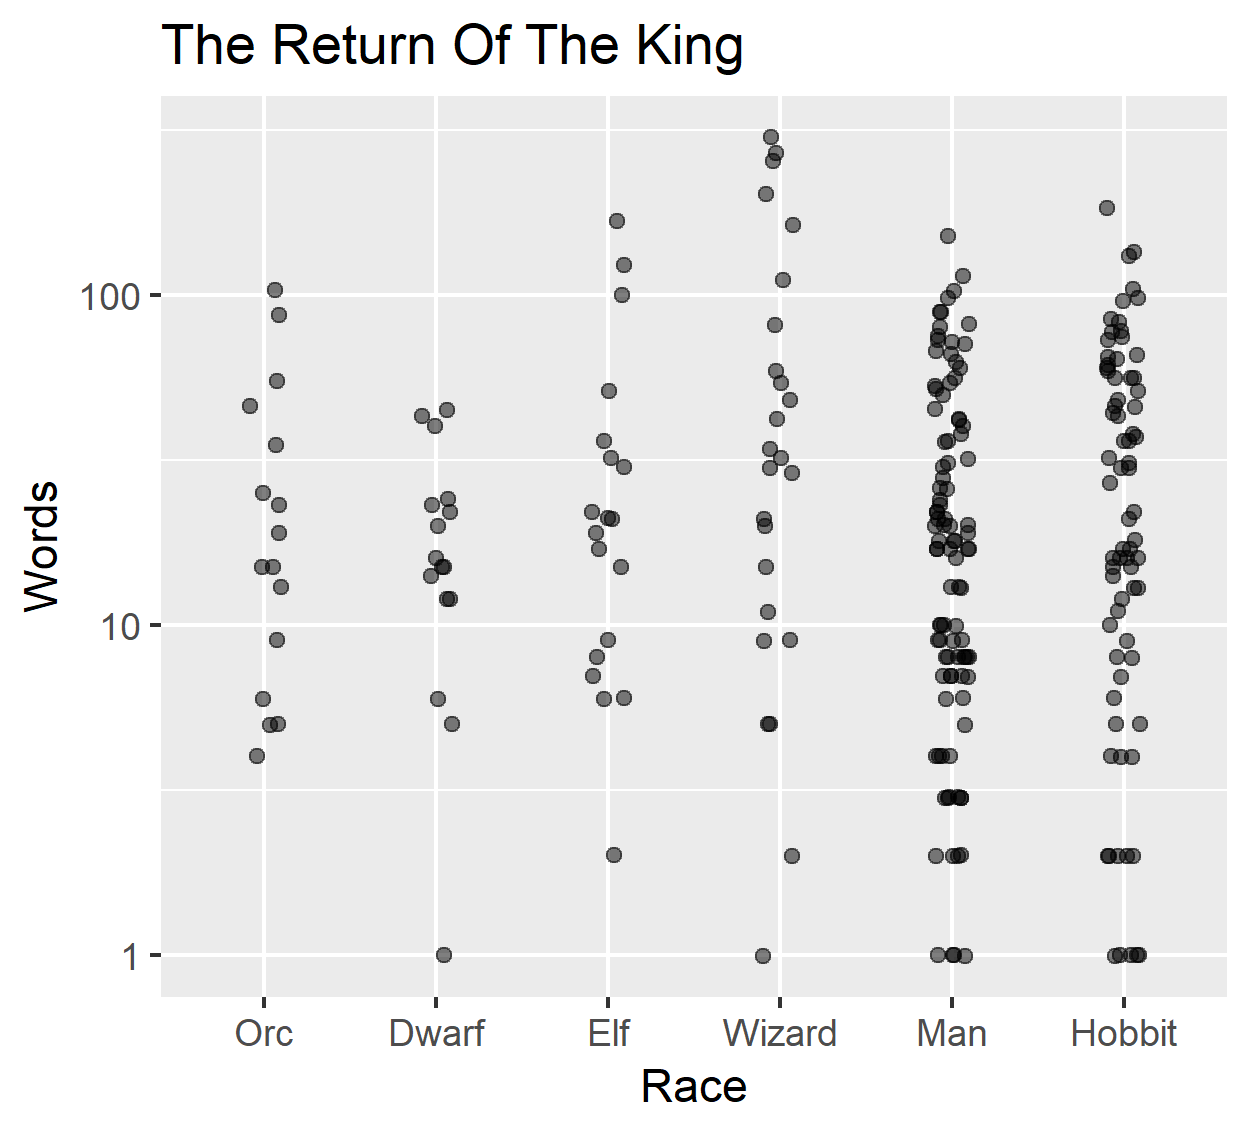 The Return Of The King
Words
100
10
1
Orc Dwarf Elf Wizard Man Hobbit
Race